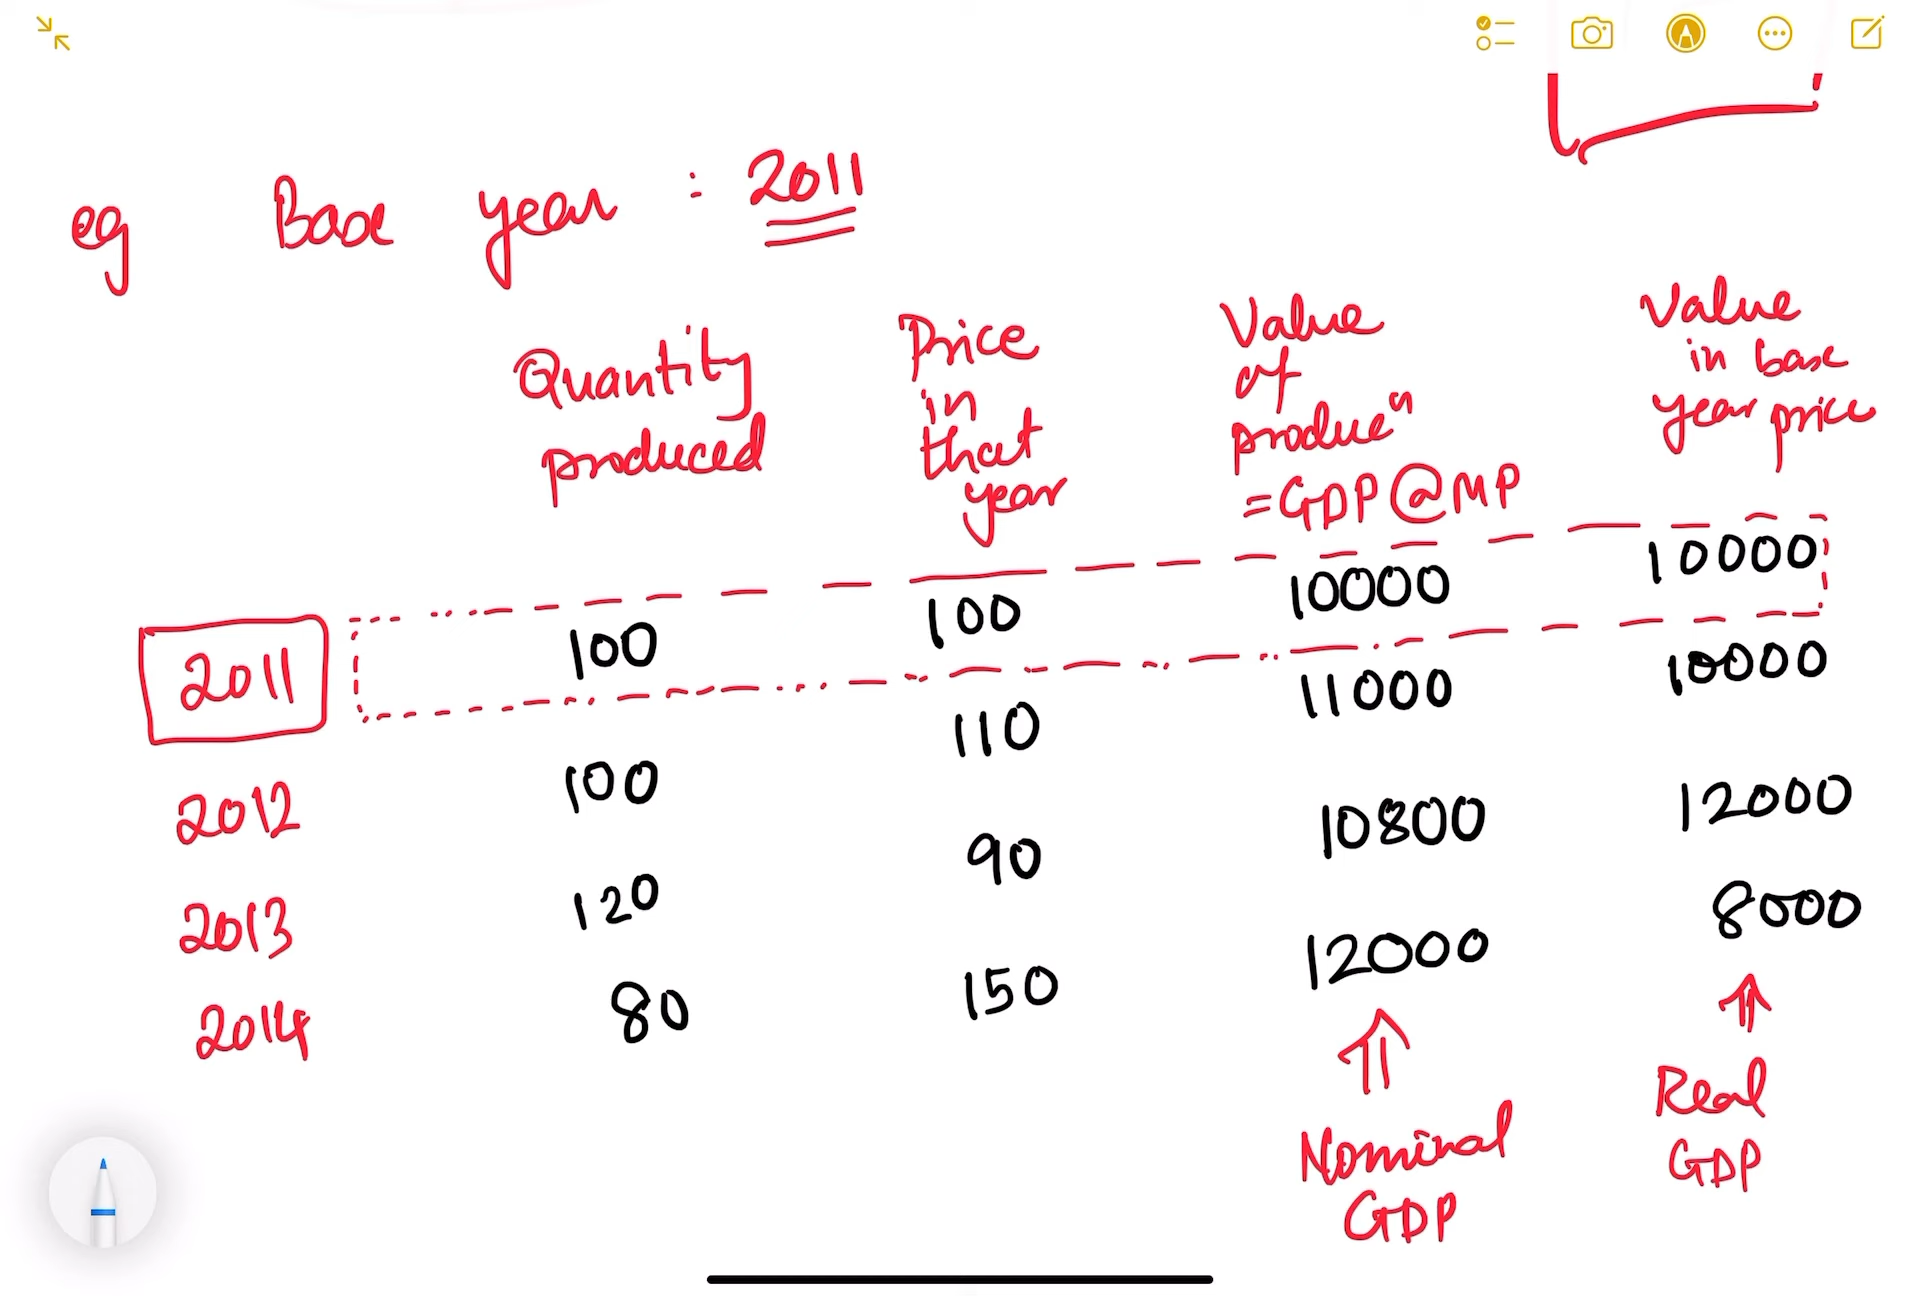 eg Base year : 2011
Quantity produced
Price in that year
Value of produc"
=GDP@MP
Value in base year price
2011 100 100 10000 10000
2012 100 110 11000 10000
2013 120 90 10800 12000
2014 80 150 12000 8000
Nominal GDP
Real GDP